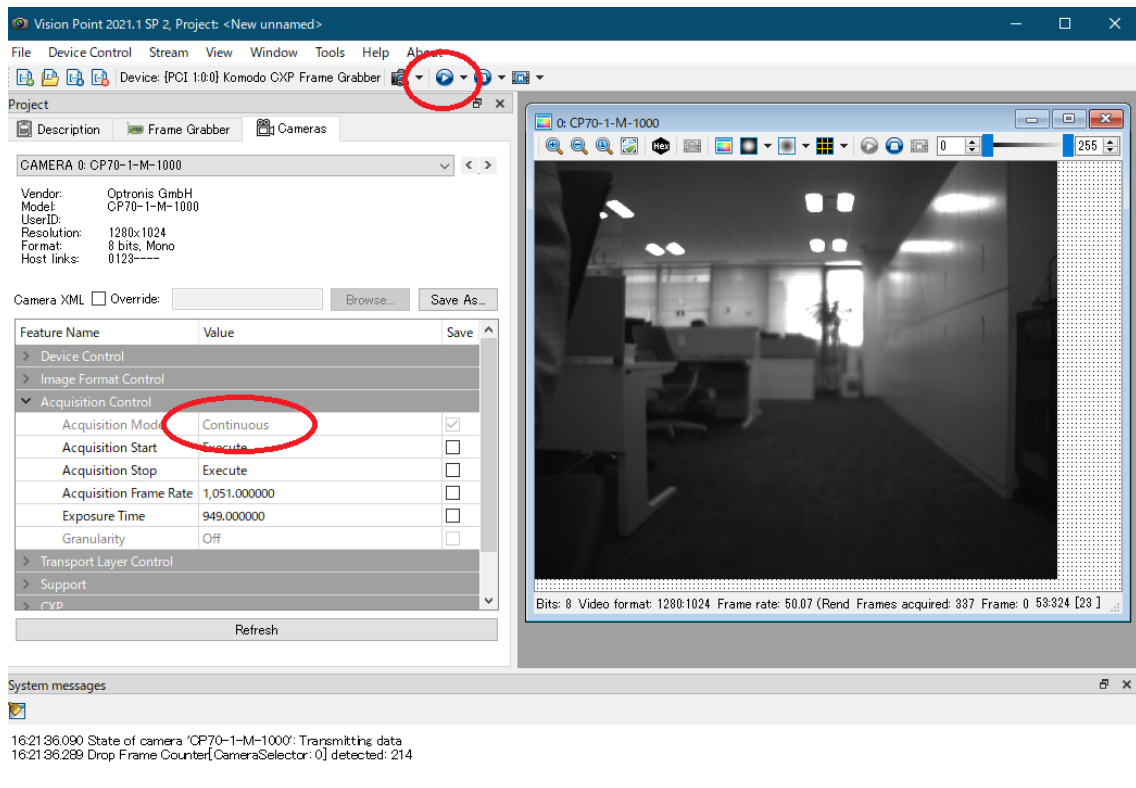 Vision Point 2021.1 SP 2, Project: <New unnamed>
File Device Control Stream View Window Tools Help About
Device: {PCI 1:0:0} Komodo CXP Frame Grabber
Project
Description Frame Grabber Cameras
CAMERA 0: CP70-1-M-1000
Vendor: Optronis GmbH
Model: CP70-1-M-1000
UserID:
Resolution: 1280x1024
Format: 8 bits, Mono
Host links: 0123----
Camera XML Override: Browse... Save As...
Feature Name Value Save
Device Control
Image Format Control
Acquisition Control
Acquisition Mode Continuous
Acquisition Start Execute
Acquisition Stop Execute
Acquisition Frame Rate 1,051.000000
Exposure Time 949.000000
Granularity Off
Transport Layer Control
Support
CXP
Refresh
0: CP70-1-M-1000
Hex 0 255
Bits: 8 Video format: 1280:1024 Frame rate: 50.07 (Rend Frames acquired: 337 Frame: 0 53:324 [23 ]
System messages
16:21:36.090 State of camera 'CP70-1-M-1000': Transmitting data
16:21:36.289 Drop Frame Counter[CameraSelector: 0] detected: 214